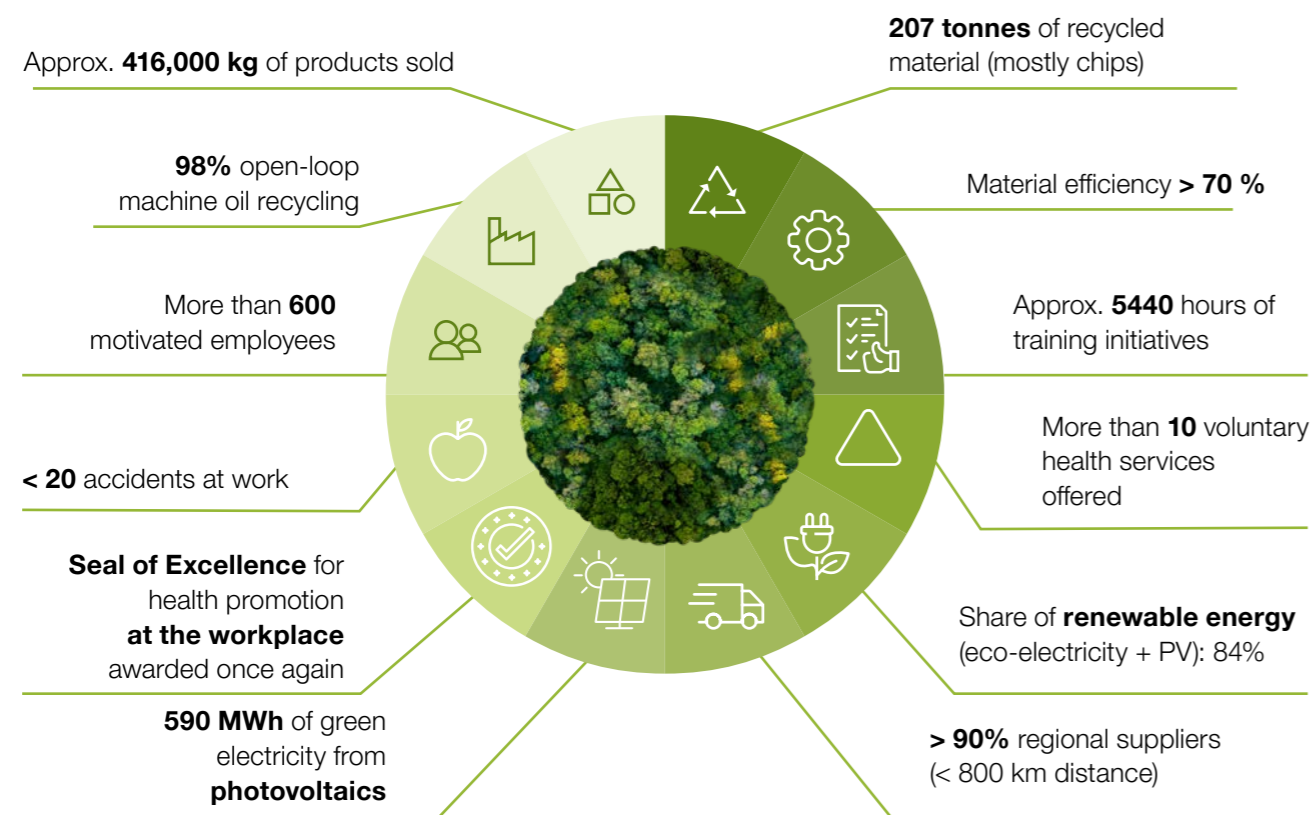 207 tonnes of recycled
material (mostly chips)
Material efficiency > 70 %
Approx. 5440 hours of
training initiatives
More than 10 voluntary
health services
offered
Share of renewable energy
(eco-electricity + PV): 84%
> 90% regional suppliers
(< 800 km distance)
590 MWh of green
electricity from
photovoltaics
Seal of Excellence for
health promotion
at the workplace
awarded once again
< 20 accidents at work
More than 600
motivated employees
98% open-loop
machine oil recycling
Approx. 416,000 kg of products sold